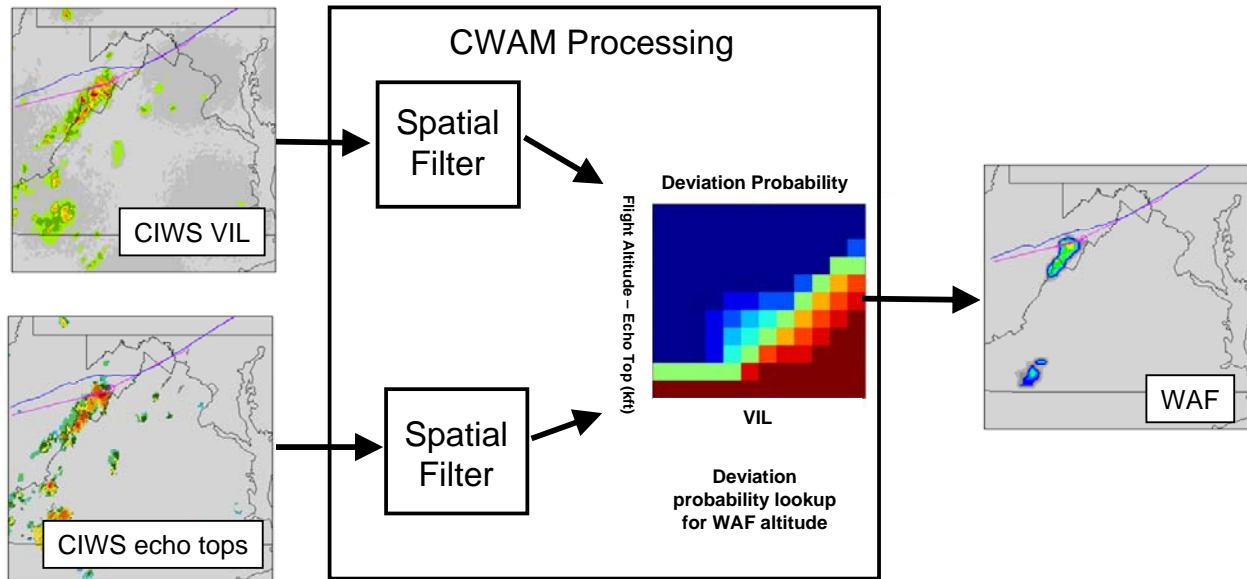 CWAM Processing
CIWS VIL
Spatial
Filter
CIWS echo tops
Spatial
Filter
Deviation Probability
Flight Altitude – Echo Top (kft)
VIL
Deviation
probability lookup
for WAF altitude
WAF